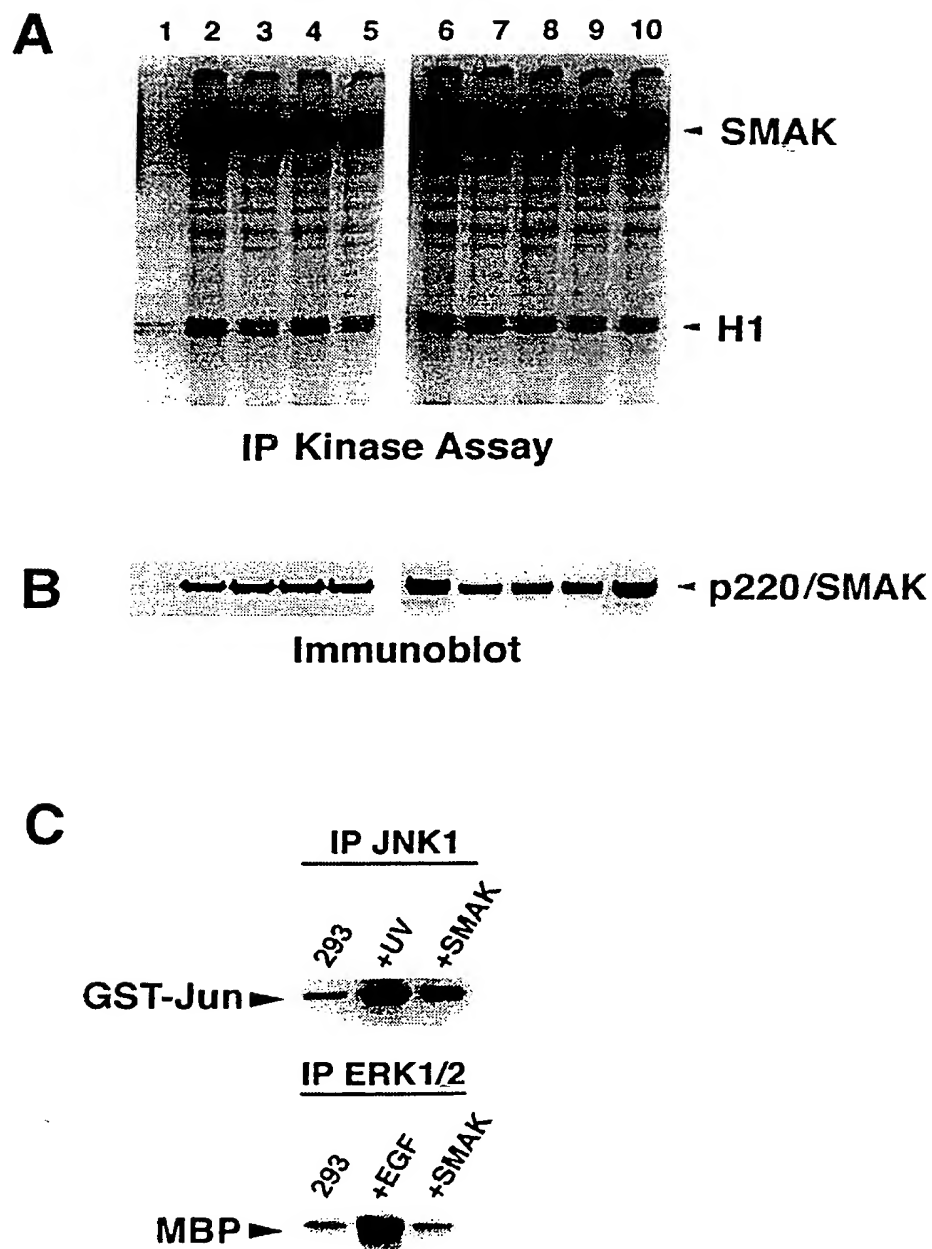 A
1 2 3 4 5 6 7 8 9 10
SMAK
H1
IP Kinase Assay
B
p220/SMAK
Immunoblot
C
IP JNK1
293 +UV +SMAK
GST-Jun
IP ERK1/2
293 +EGF +SMAK
MBP